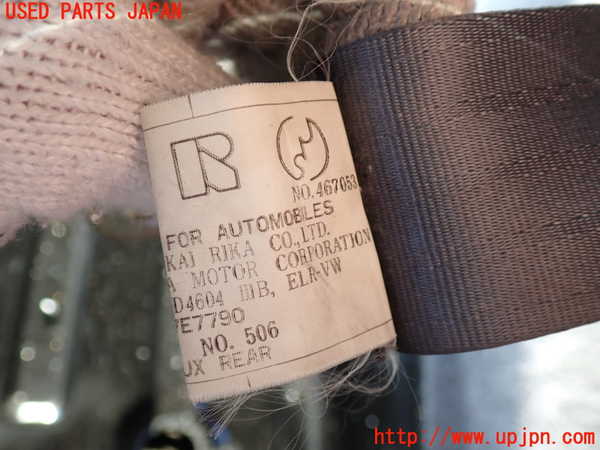 USED PARTS JAPAN
R
NO. 467053
FOR AUTOMOBILES
KAI RIKA CO., LTD.
A MOTOR CORPORATION
D4604 IIIB, ELR-VW
E7790
NO. 506
UX REAR
http://www.upjpn.com